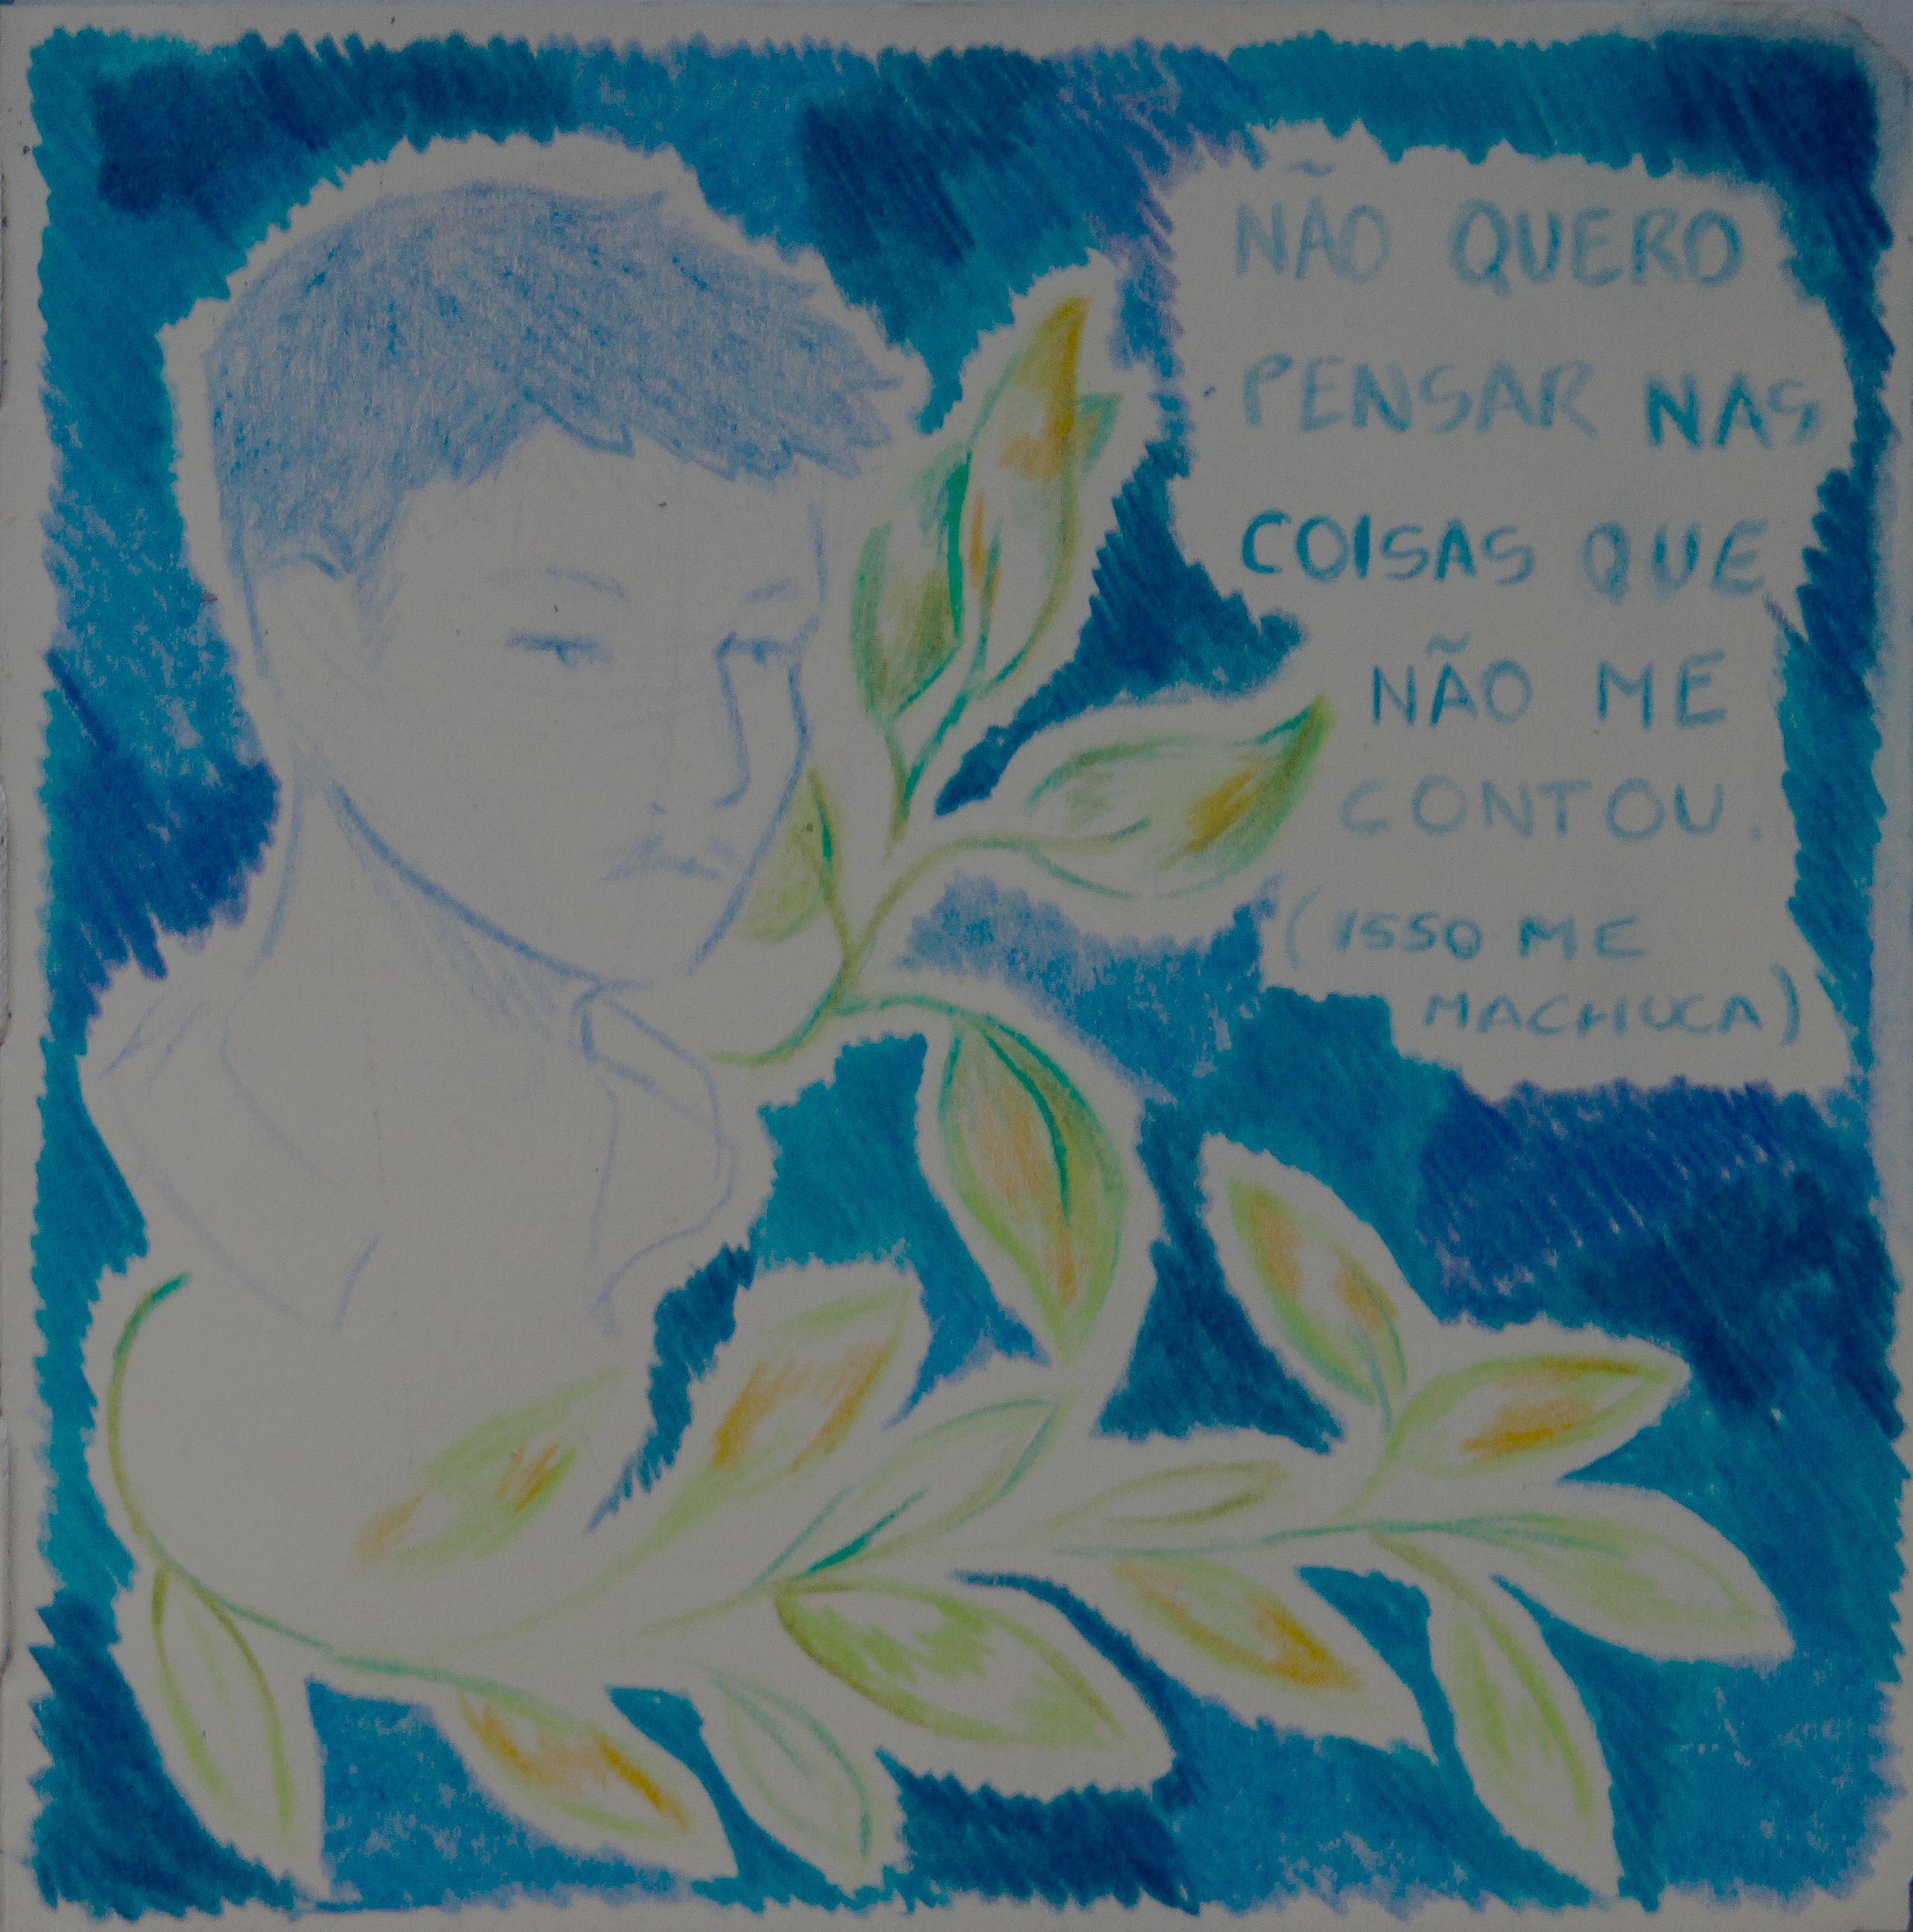 NÃO QUERO
PENSAR NAS
COISAS QUE
NÃO ME
CONTOU.
(ISSO ME
MACHUCA)